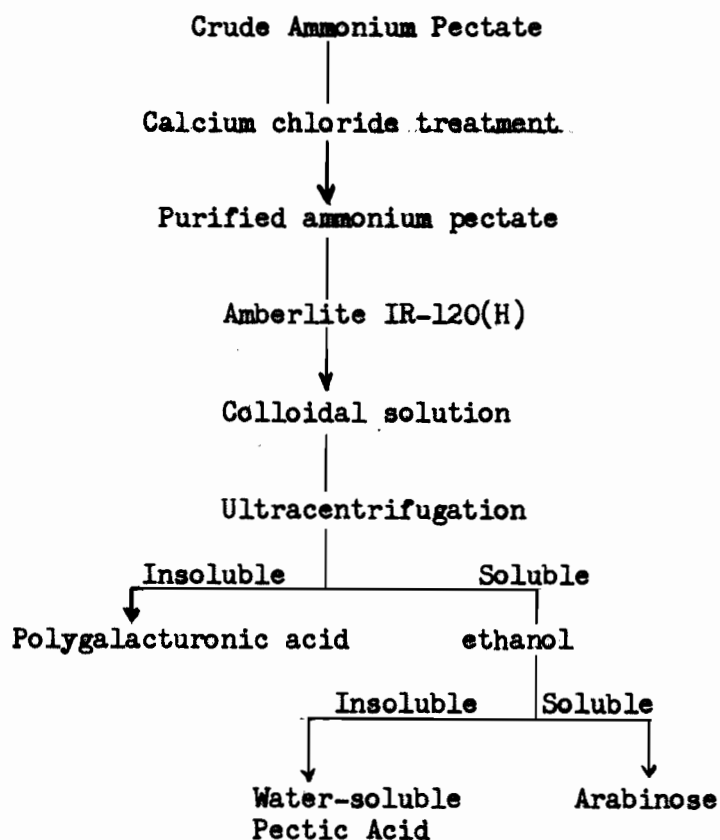 Crude Ammonium Pectate
Calcium chloride treatment
Purified ammonium pectate
Amberlite IR-120(H)
Colloidal solution
Ultracentrifugation
Insoluble Soluble
Polygalacturonic acid ethanol
Insoluble Soluble
Water-soluble Arabinose
Pectic Acid